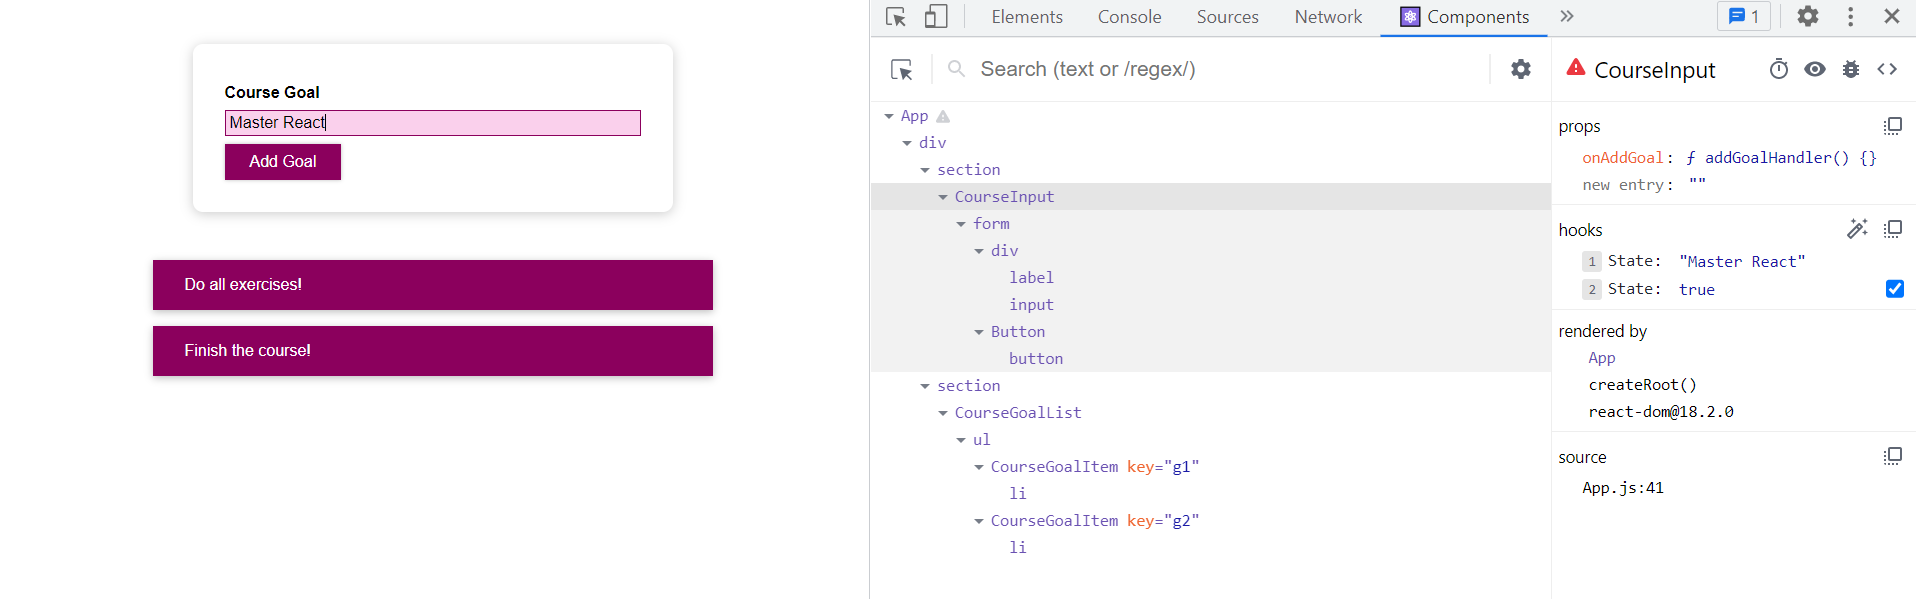 Course Goal
Master React
Add Goal
Do all exercises!
Finish the course!
Elements Console Sources Network Components 1
Search (text or /regex/)
App
div
section
CourseInput
form
div
label
input
Button
button
section
CourseGoalList
ul
CourseGoalItem key="g1"
li
CourseGoalItem key="g2"
li
CourseInput
props
onAddGoal: ƒ addGoalHandler() {}
new entry: ""
hooks
1 State: "Master React"
2 State: true
rendered by
App
createRoot()
react-dom@18.2.0
source
App.js:41